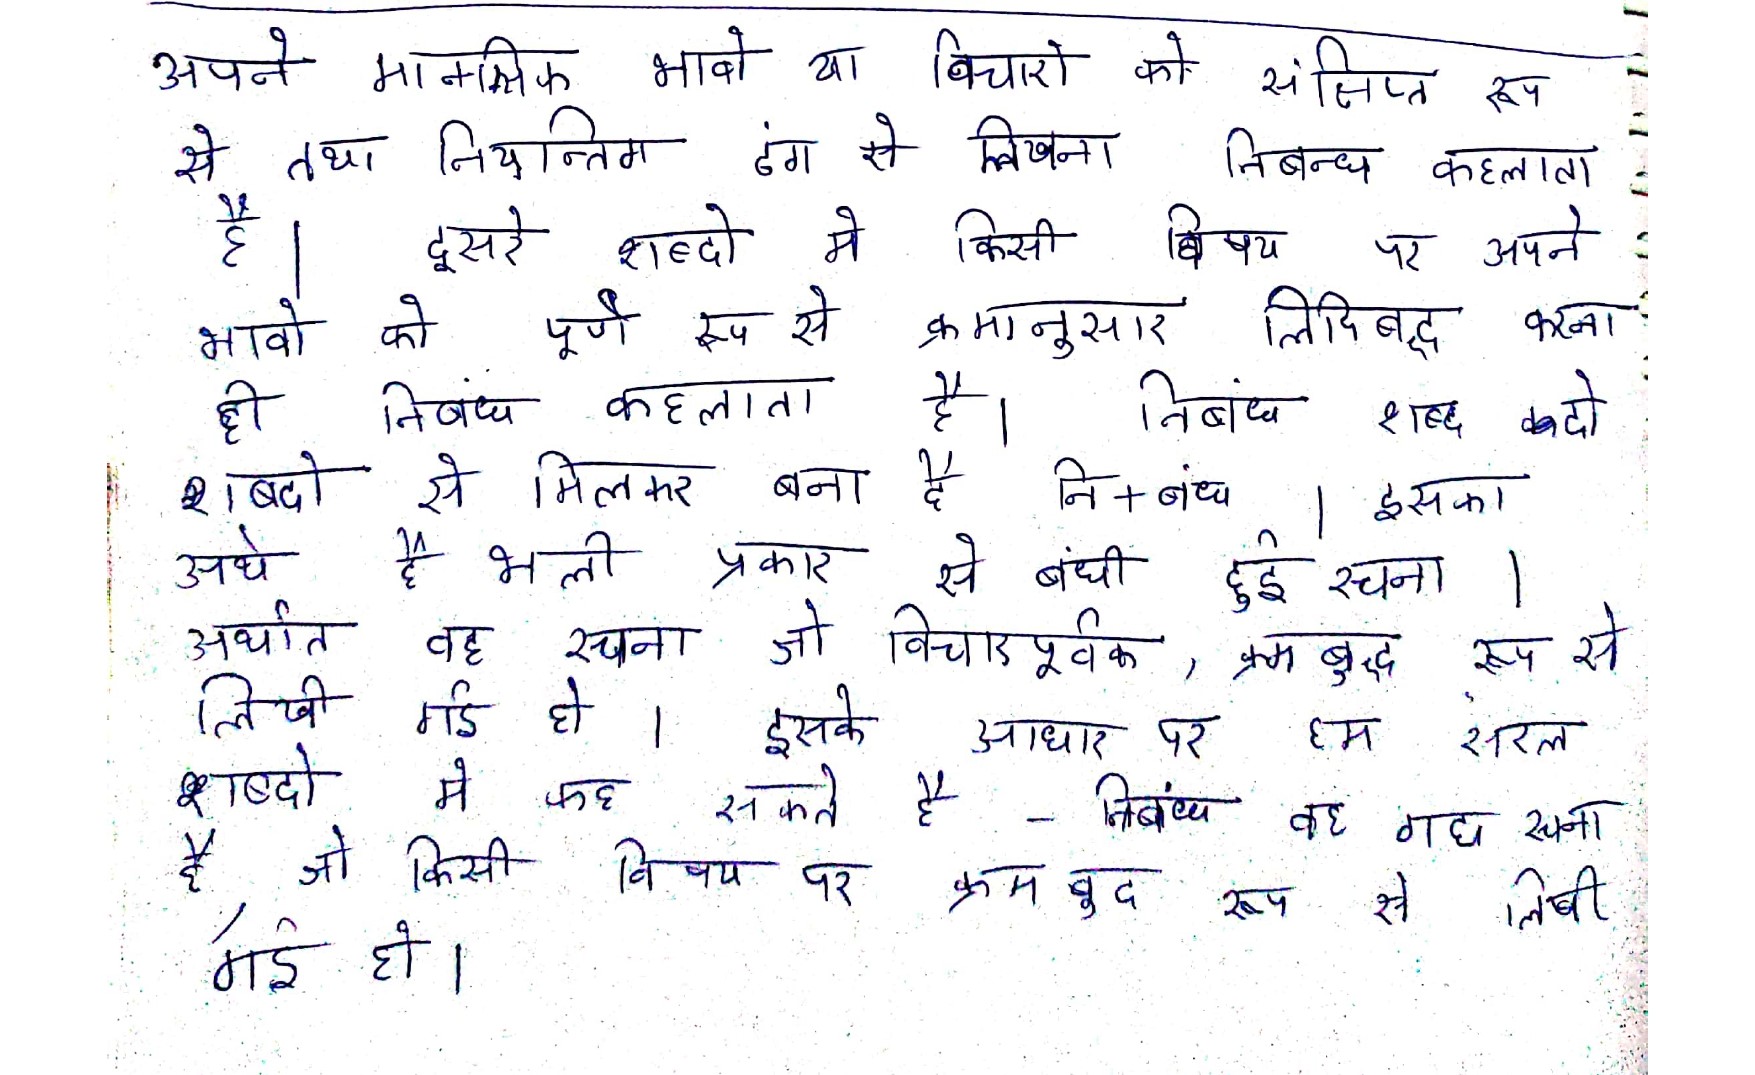 अपने मानसिक भावो या विचारो को संक्षिप्त रूप
से तथा नियन्त्रित ढंग से लिखना निबन्ध कहलाता
है। दूसरे शब्दो मे किसी विषय पर अपने
भावो को पूर्ण रूप से क्रमानुसार लिपिबद्ध करना
ही निबंध कहलाता है। निबंध शब्द दो
शब्दो से मिलकर बना है नि+बंध । इसका
अर्थ है भली प्रकार से बंधी हुई रचना ।
अर्थात वह रचना जो विचारपूर्वक, क्रम बुद्ध रूप से
लिखी गई हो । इसके आधार पर हम सरल
शब्दो मे कह सकते है - निबंध वह गद्य रचना
है, जो किसी विषय पर क्रम बुद रूप से लिखी
गई हो।